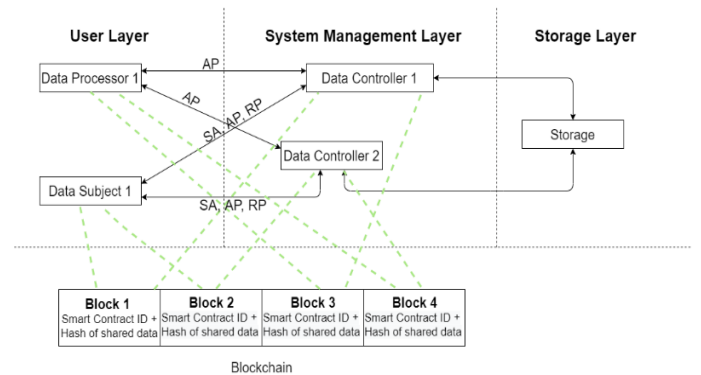 User Layer
System Management Layer
Storage Layer
Data Processor 1
AP
Data Controller 1
AP
SA, AP, RP
Storage
Data Controller 2
Data Subject 1
SA, AP, RP
Block 1
Smart Contract ID +
Hash of shared data
Block 2
Smart Contract ID +
Hash of shared data
Block 3
Smart Contract ID +
Hash of shared data
Block 4
Smart Contract ID +
Hash of shared data
Blockchain